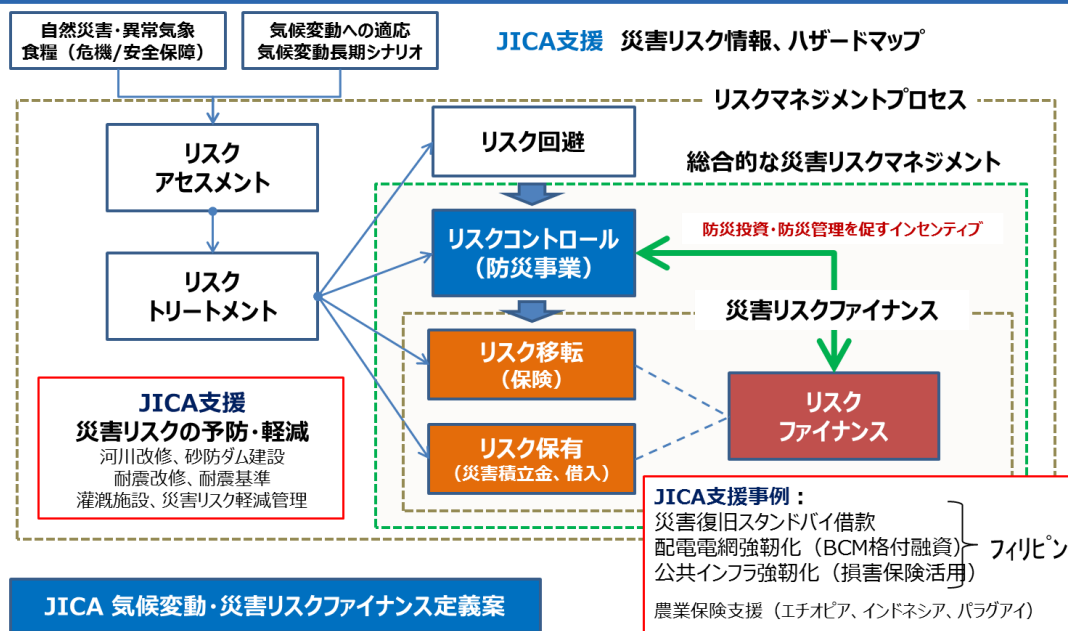 自然災害・異常気象
食糧（危機/安全保障）
気候変動への適応
気候変動長期シナリオ
JICA支援 災害リスク情報、ハザードマップ
リスクマネジメントプロセス
リスク
アセスメント
リスク回避
総合的な災害リスクマネジメント
リスクコントロール
（防災事業）
防災投資・防災管理を促すインセンティブ
リスク
トリートメント
災害リスクファイナンス
リスク移転
（保険）
リスク
ファイナンス
JICA支援
災害リスクの予防・軽減
河川改修、砂防ダム建設
耐震改修、耐震基準
灌漑施設、災害リスク軽減管理
リスク保有
（災害積立金、借入）
JICA支援事例：
災害復旧スタンドバイ借款
配電電網強靭化（BCM格付融資）
公共インフラ強靭化（損害保険活用）
フィリピン
農業保険支援（エチオピア、インドネシア、パラグアイ）
JICA 気候変動・災害リスクファイナンス定義案